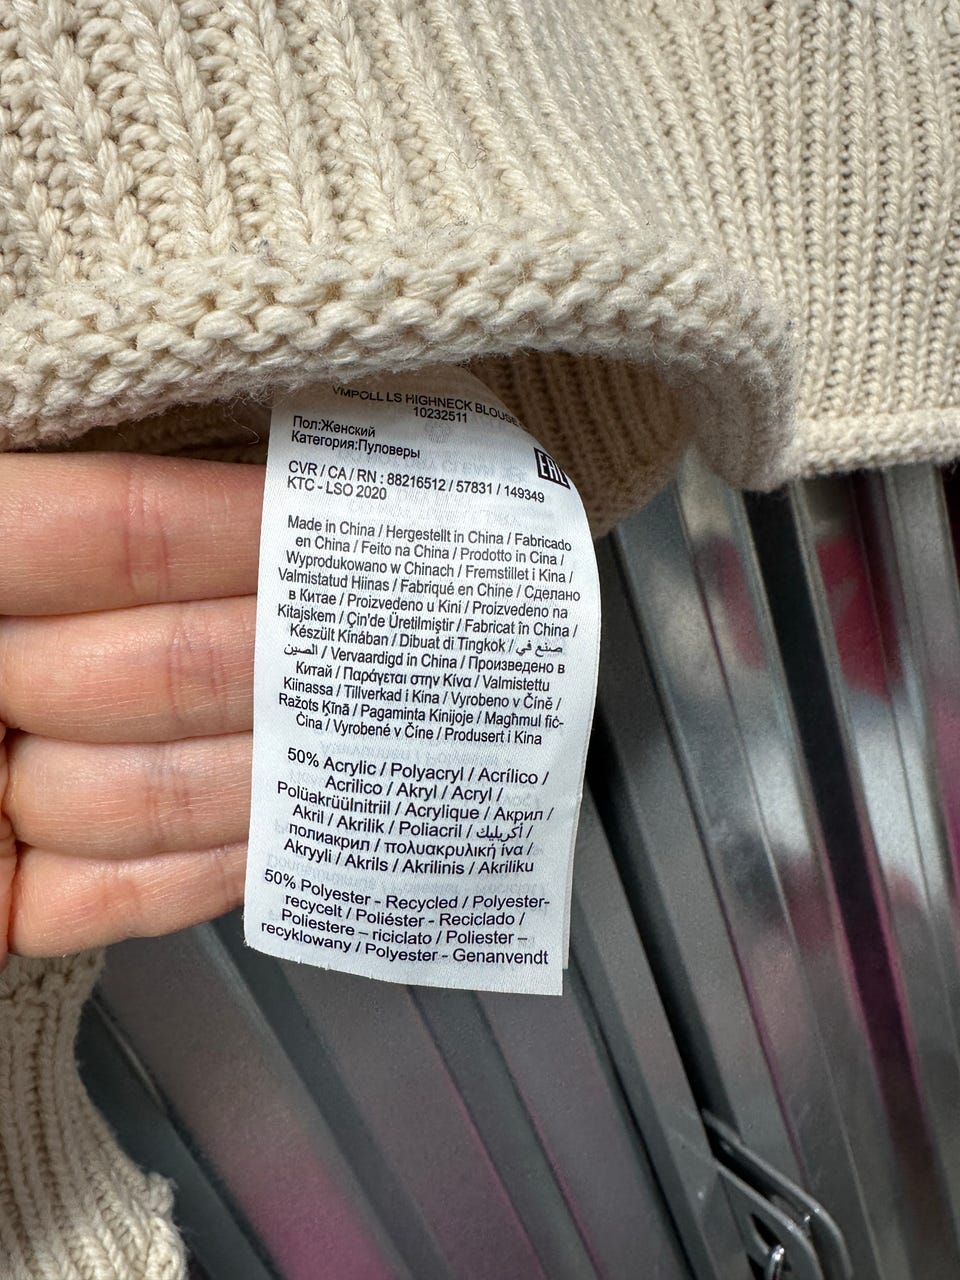 VMPOLL LS HIGHNECK BLOUSE
10232511
Пол:Женский
Категория:Пуловеры
EAC
CVR / CA / RN : 88216512 / 57831 / 149349
KTC - LSO 2020
Made in China / Hergestellt in China / Fabricado
en China / Feito na China / Prodotto in Cina /
Wyprodukowano w Chinach / Fremstillet i Kina /
Valmistatud Hiinas / Fabriqué en Chine / Сделано
в Китае / Proizvedeno u Kini / Proizvedeno na
Kitajskem / Çin'de Üretilmiştir / Fabricat în China /
Készült Kínában / Dibuat di Tingkok / صنع في
الصين / Vervaardigd in China / Произведено в
Китай / Παράγεται στην Κίνα / Valmistettu
Kiinassa / Tillverkad i Kina / Vyrobeno v Číně /
Ražots Ķīnā / Pagaminta Kinijoje / Magħmul fiċ-
Ċina / Vyrobené v Číne / Produsert i Kina
50% Acrylic / Polyacryl / Acrílico /
Acrilico / Akryl / Acryl /
Polüakrüülnitriil / Acrylique / Акрил /
Akril / Akrilik / Poliacril / أكريليك /
полиакрил / πολυακρυλική ίνα /
Akryyli / Akrils / Akrilinis / Akriliku
50% Polyester - Recycled / Polyester-
recycelt / Poliéster - Reciclado /
Poliestere – riciclato / Poliester –
recyklowany / Polyester - Genanvendt